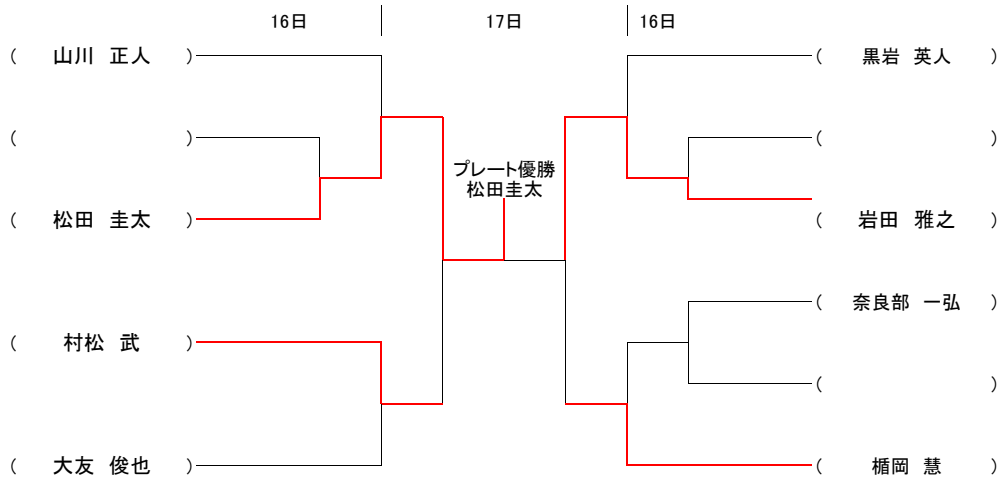 16日 17日 16日
( 山川 正人 ) ( 黒岩 英人 )
( ) ( )
プレート優勝
松田圭太
( 松田 圭太 ) ( 岩田 雅之 )
( 奈良部 一弘 )
( 村松 武 )
( )
( 大友 俊也 ) ( 楯岡 慧 )